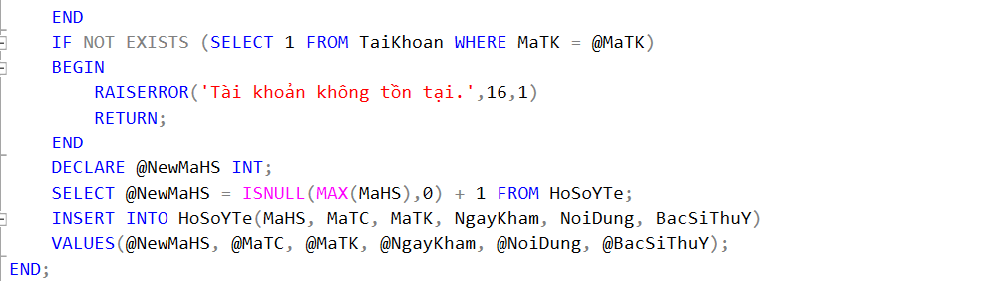 END
IF NOT EXISTS (SELECT 1 FROM TaiKhoan WHERE MaTK = @MaTK)
BEGIN
RAISERROR('Tài khoản không tồn tại.',16,1)
RETURN;
END
DECLARE @NewMaHS INT;
SELECT @NewMaHS = ISNULL(MAX(MaHS),0) + 1 FROM HoSoYTe;
INSERT INTO HoSoYTe(MaHS, MaTC, MaTK, NgayKham, NoiDung, BacSiThuY)
VALUES(@NewMaHS, @MaTC, @MaTK, @NgayKham, @NoiDung, @BacSiThuY);
END;